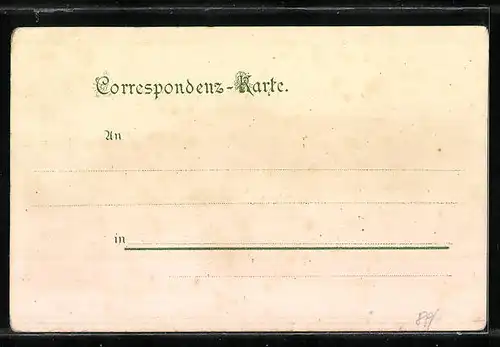 Correspondenz-Karte.
An
in